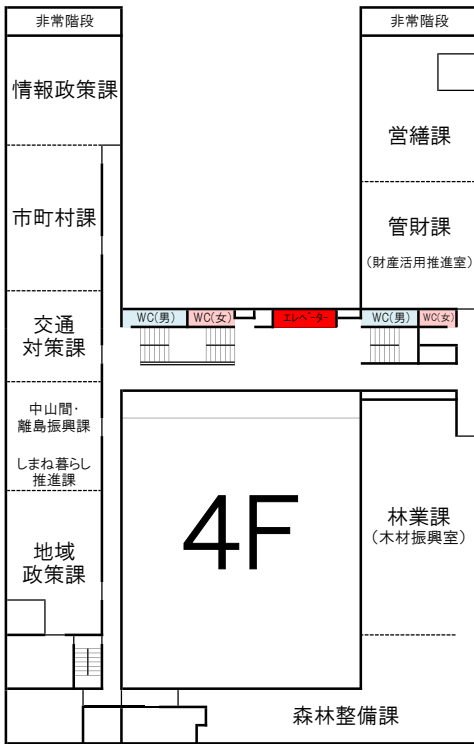 非常階段
非常階段
情報政策課
営繕課
市町村課
管財課
(財産活用推進室)
WC(男)
WC(女)
エレベーター
WC(男)
WC(女)
交通
対策課
中山間・
離島振興課
しまね暮らし
推進課
4F
林業課
(木材振興室)
地域
政策課
森林整備課